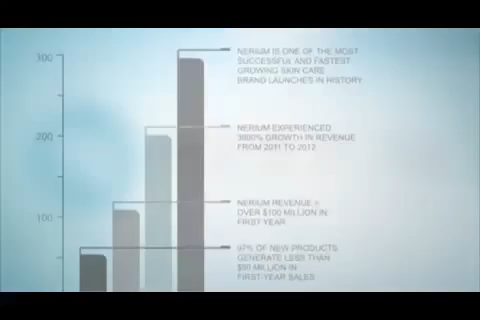 300
NERIUM IS ONE OF THE MOST
SUCCESSFUL AND FASTEST
GROWING SKIN CARE
BRAND LAUNCHES IN HISTORY
200
NERIUM EXPERIENCED
GROWTH IN REVENUE
FROM 2011 TO 2012
100
NERIUM REVENUE =
OVER $100 MILLION IN
FIRST YEAR
97% OF NEW PRODUCTS
GENERATE LESS THAN
MILLION IN
FIRST-YEAR SALES